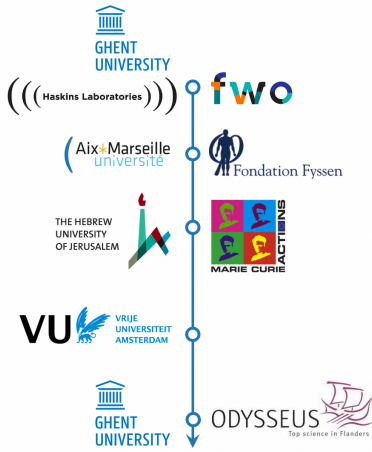 GHENT
UNIVERSITY
(((Haskins Laboratories)))
fwo
Aix*Marseille
université
Fondation Fyssen
THE HEBREW
UNIVERSITY
OF JERUSALEM
ACTIONS
MARIE CURIE
VU
VRIJE
UNIVERSITEIT
AMSTERDAM
GHENT
UNIVERSITY
ODYSSEUS
Top science in Flanders